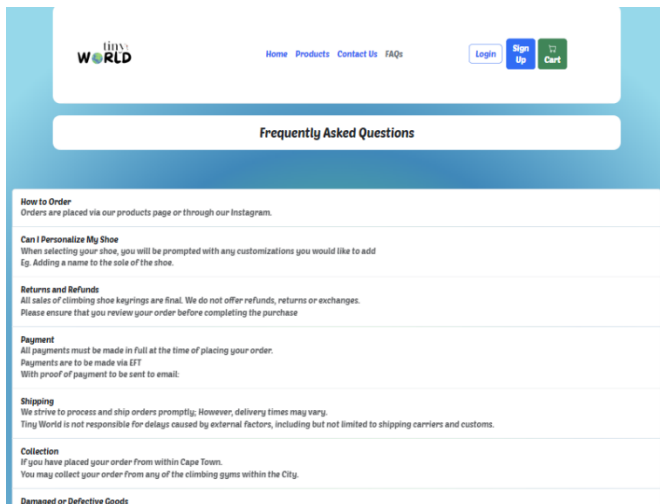 tiny
WORLD
Home Products Contact Us FAQs
Login
Sign Up
Cart
Frequently Asked Questions
How to Order
Orders are placed via our products page or through our Instagram.
Can I Personalize My Shoe
When selecting your shoe, you will be prompted with any customizations you would like to add
Eg. Adding a name to the sole of the shoe.
Returns and Refunds
All sales of climbing shoe keyrings are final. We do not offer refunds, returns or exchanges.
Please ensure that you review your order before completing the purchase
Payment
All payments must be made in full at the time of placing your order.
Payments are to be made via EFT
With proof of payment to be sent to email:
Shipping
We strive to process and ship orders promptly; However, delivery times may vary.
Tiny World is not responsible for delays caused by external factors, including but not limited to shipping carriers and customs.
Collection
If you have placed your order from within Cape Town.
You may collect your order from any of the climbing gyms within the City.
Damaged or Defective Goods